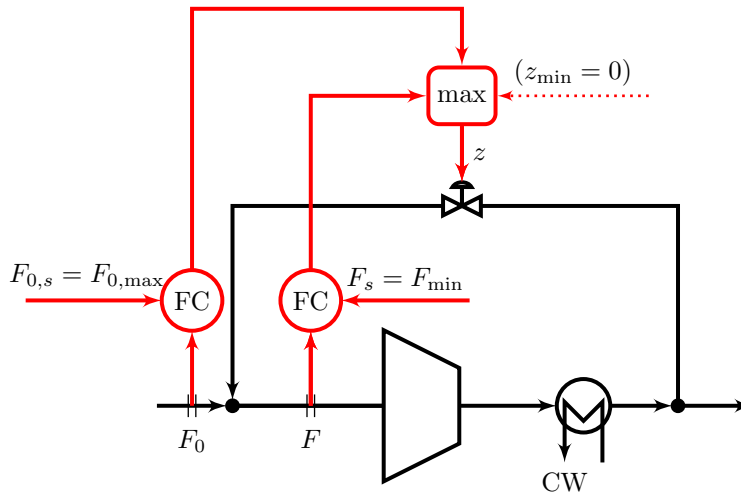 (z_min = 0)
max
z
F_{0,s} = F_{0,max}
F_s = F_min
FC
FC
F_0
F
CW